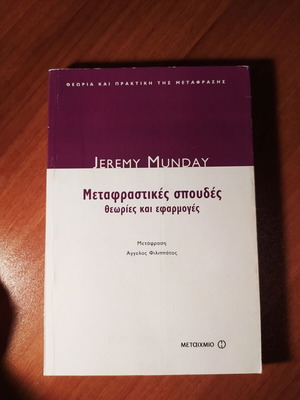 ΘΕΩΡΙΑ ΚΑΙ ΠΡΑΚΤΙΚΗ ΤΗΣ ΜΕΤΑΦΡΑΣΗΣ
JEREMY MUNDAY
Μεταφραστικές σπουδές
θεωρίες και εφαρμογές
Μετάφραση
Άγγελος Φιλιππάτος
ΜΕΤΑΙΧΜΙΟ